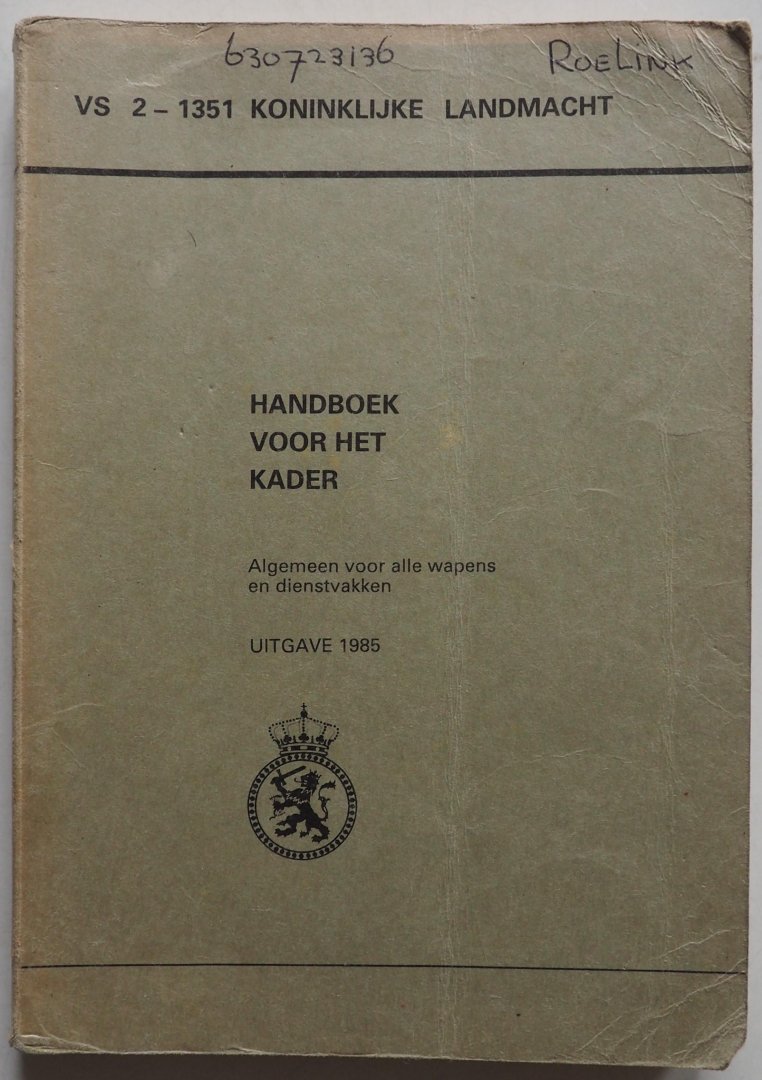 630723136 RoeLink
VS 2 – 1351 KONINKLIJKE LANDMACHT
HANDBOEK
VOOR HET
KADER
Algemeen voor alle wapens
en dienstvakken
UITGAVE 1985